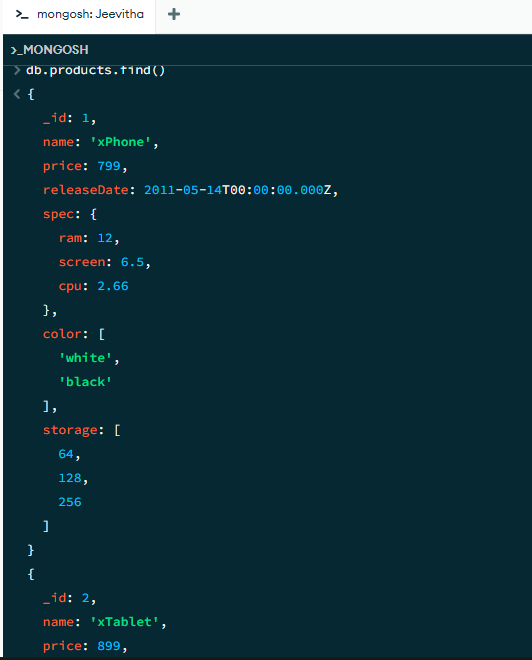 >_ mongosh: Jeevitha +
>_MONGOSH
> db.products.find()
< {
_id: 1,
name: 'xPhone',
price: 799,
releaseDate: 2011-05-14T00:00:00.000Z,
spec: {
ram: 12,
screen: 6.5,
cpu: 2.66
},
color: [
'white',
'black'
],
storage: [
64,
128,
256
]
}
{
_id: 2,
name: 'xTablet',
price: 899,